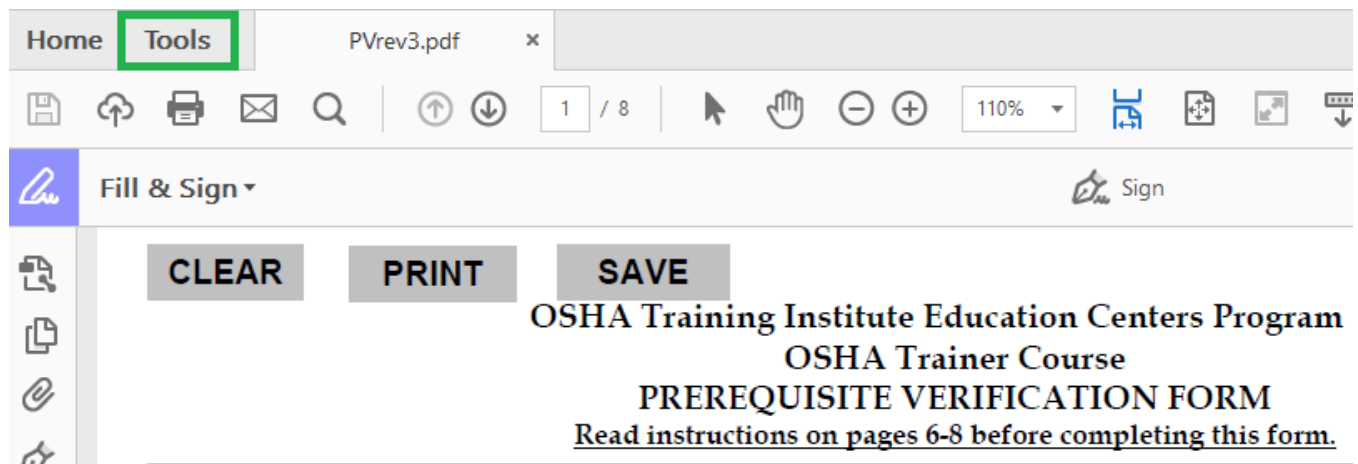 Home Tools PVrev3.pdf ×
1 / 8 110%
Fill & Sign Sign
CLEAR PRINT SAVE
OSHA Training Institute Education Centers Program
OSHA Trainer Course
PREREQUISITE VERIFICATION FORM
Read instructions on pages 6-8 before completing this form.